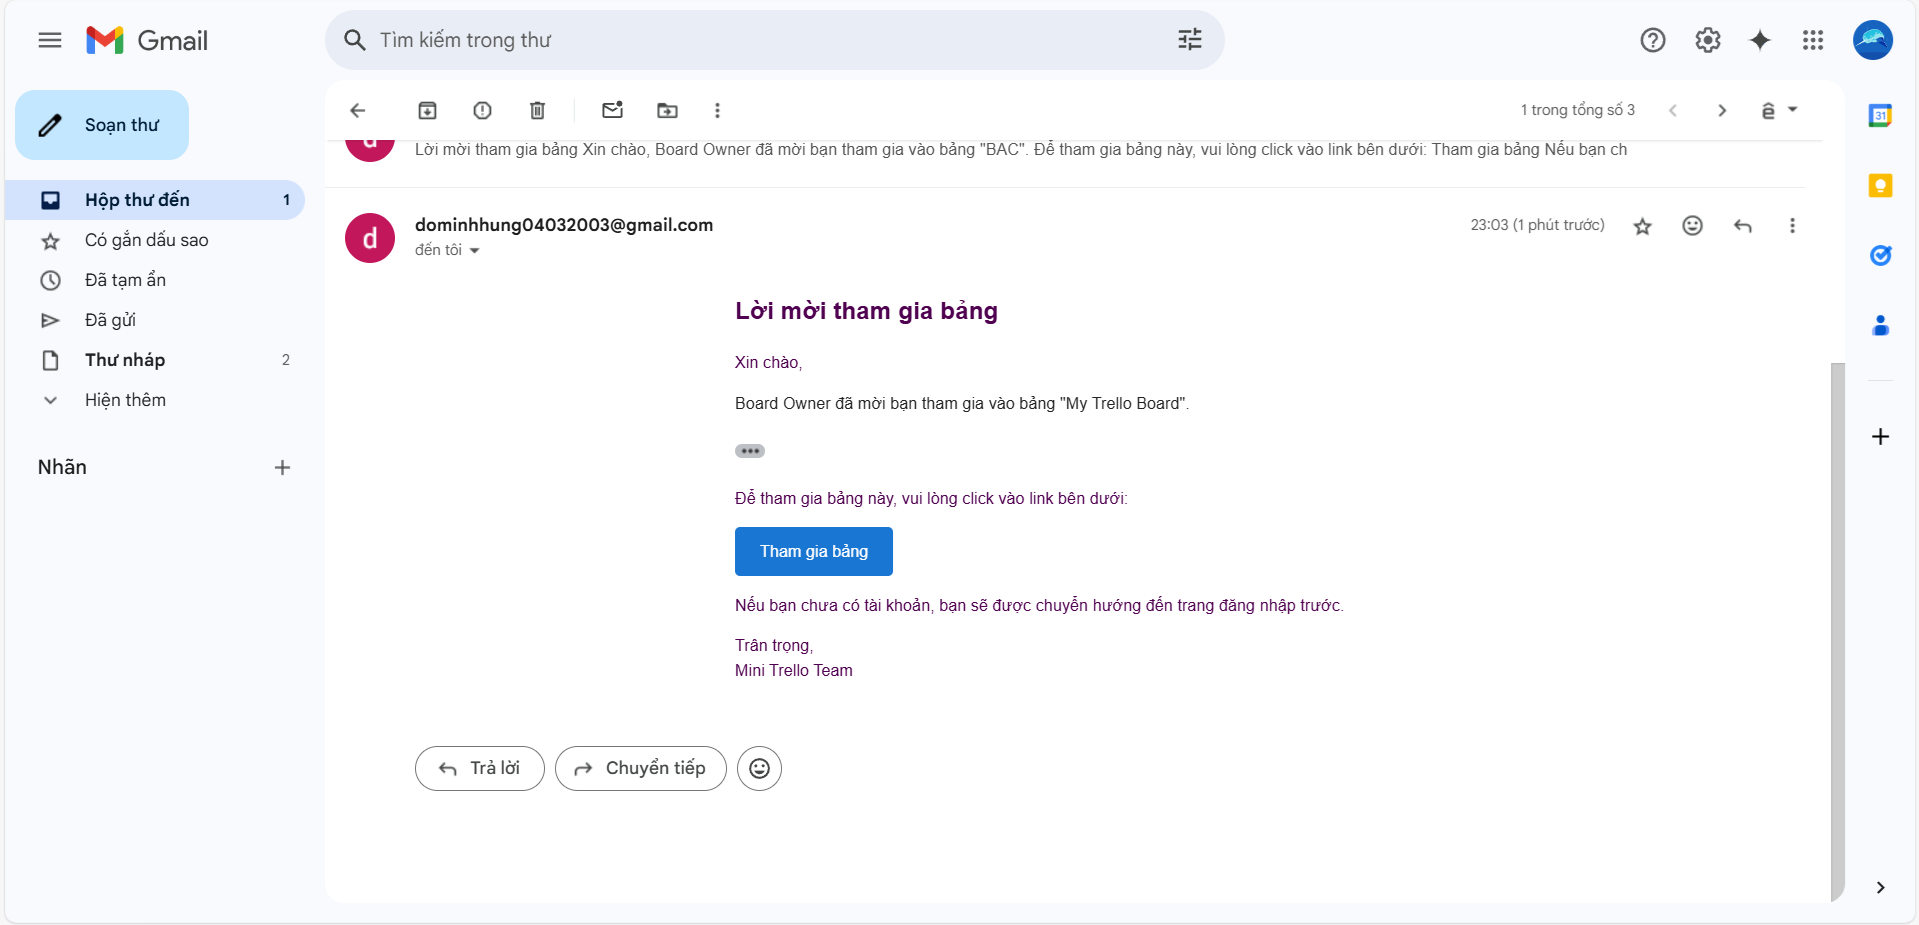 Gmail
Tìm kiếm trong thư
Soạn thư
Hộp thư đến 1
Có gắn dấu sao
Đã tạm ẩn
Đã gửi
Thư nháp 2
Hiện thêm
Nhãn
1 trong tổng số 3
ê
31
d
Lời mời tham gia bảng Xin chào, Board Owner đã mời bạn tham gia vào bảng "BAC". Để tham gia bảng này, vui lòng click vào link bên dưới: Tham gia bảng Nếu bạn ch
d
dominhhung04032003@gmail.com
23:03 (1 phút trước)
đến tôi
Lời mời tham gia bảng
Xin chào,
Board Owner đã mời bạn tham gia vào bảng "My Trello Board".
Để tham gia bảng này, vui lòng click vào link bên dưới:
Tham gia bảng
Nếu bạn chưa có tài khoản, bạn sẽ được chuyển hướng đến trang đăng nhập trước.
Trân trọng,
Mini Trello Team
Trả lời
Chuyển tiếp